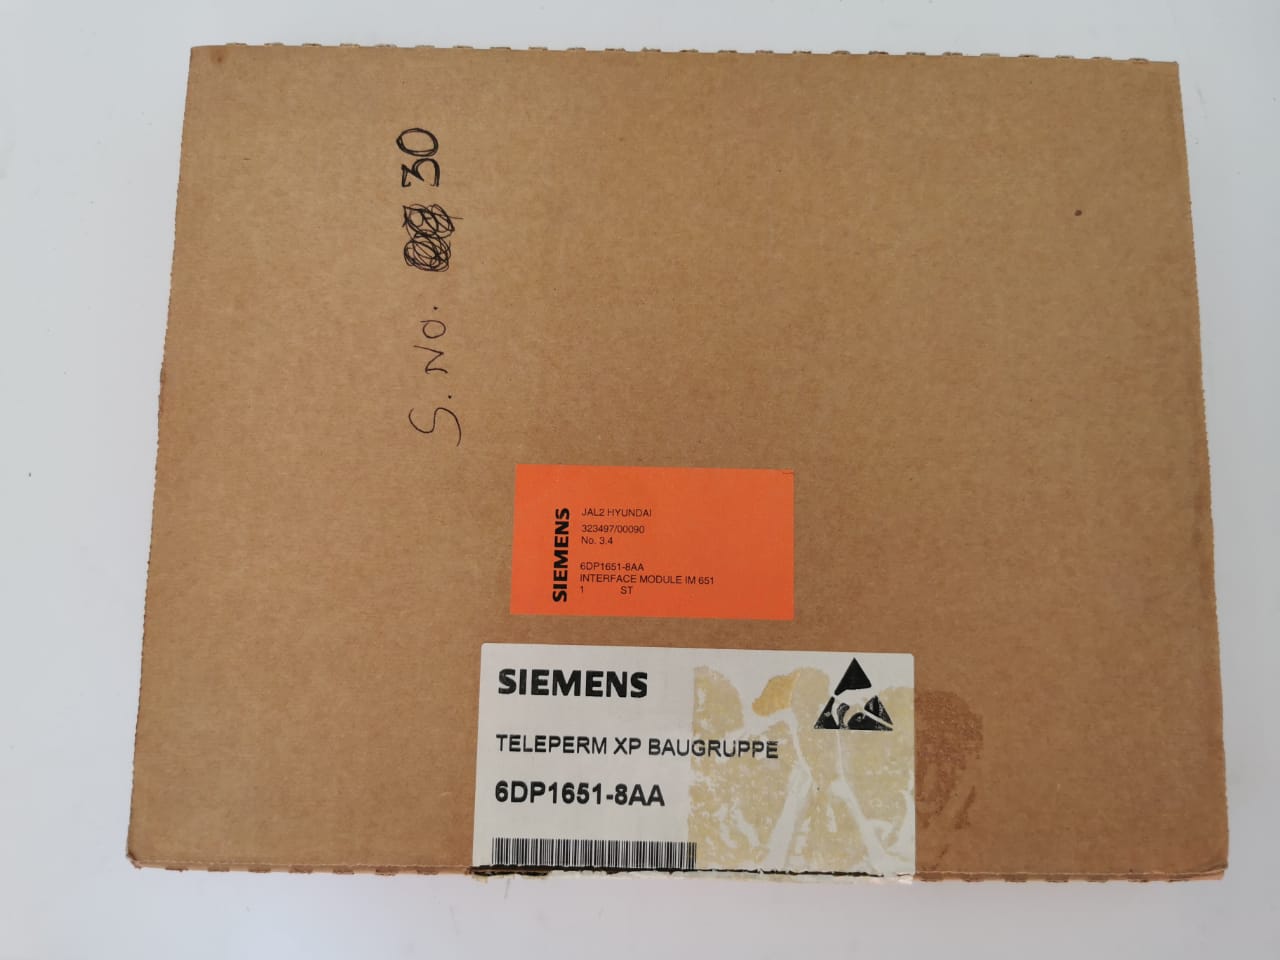 S. No. 30
SIEMENS
JAL2 HYUNDAI
323497/00090
No. 3.4
6DP1651-8AA
INTERFACE MODULE IM 651
1 ST
SIEMENS
TELEPERM XP BAUGRUPPE
6DP1651-8AA